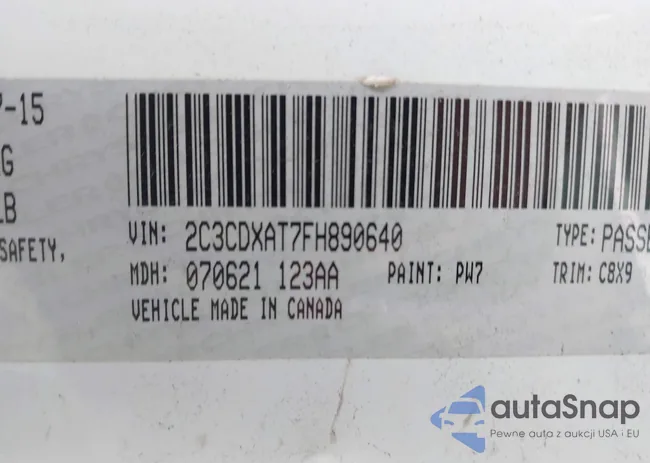 -15
G
LB
SAFETY,
VIN: 2C3CDXAT7FH890640
TYPE: PASSE
MDH: 070621 123AA
PAINT: PW7
TRIM: C8X9
VEHICLE MADE IN CANADA
autoSnap
Pewne auta z aukcji USA i EU